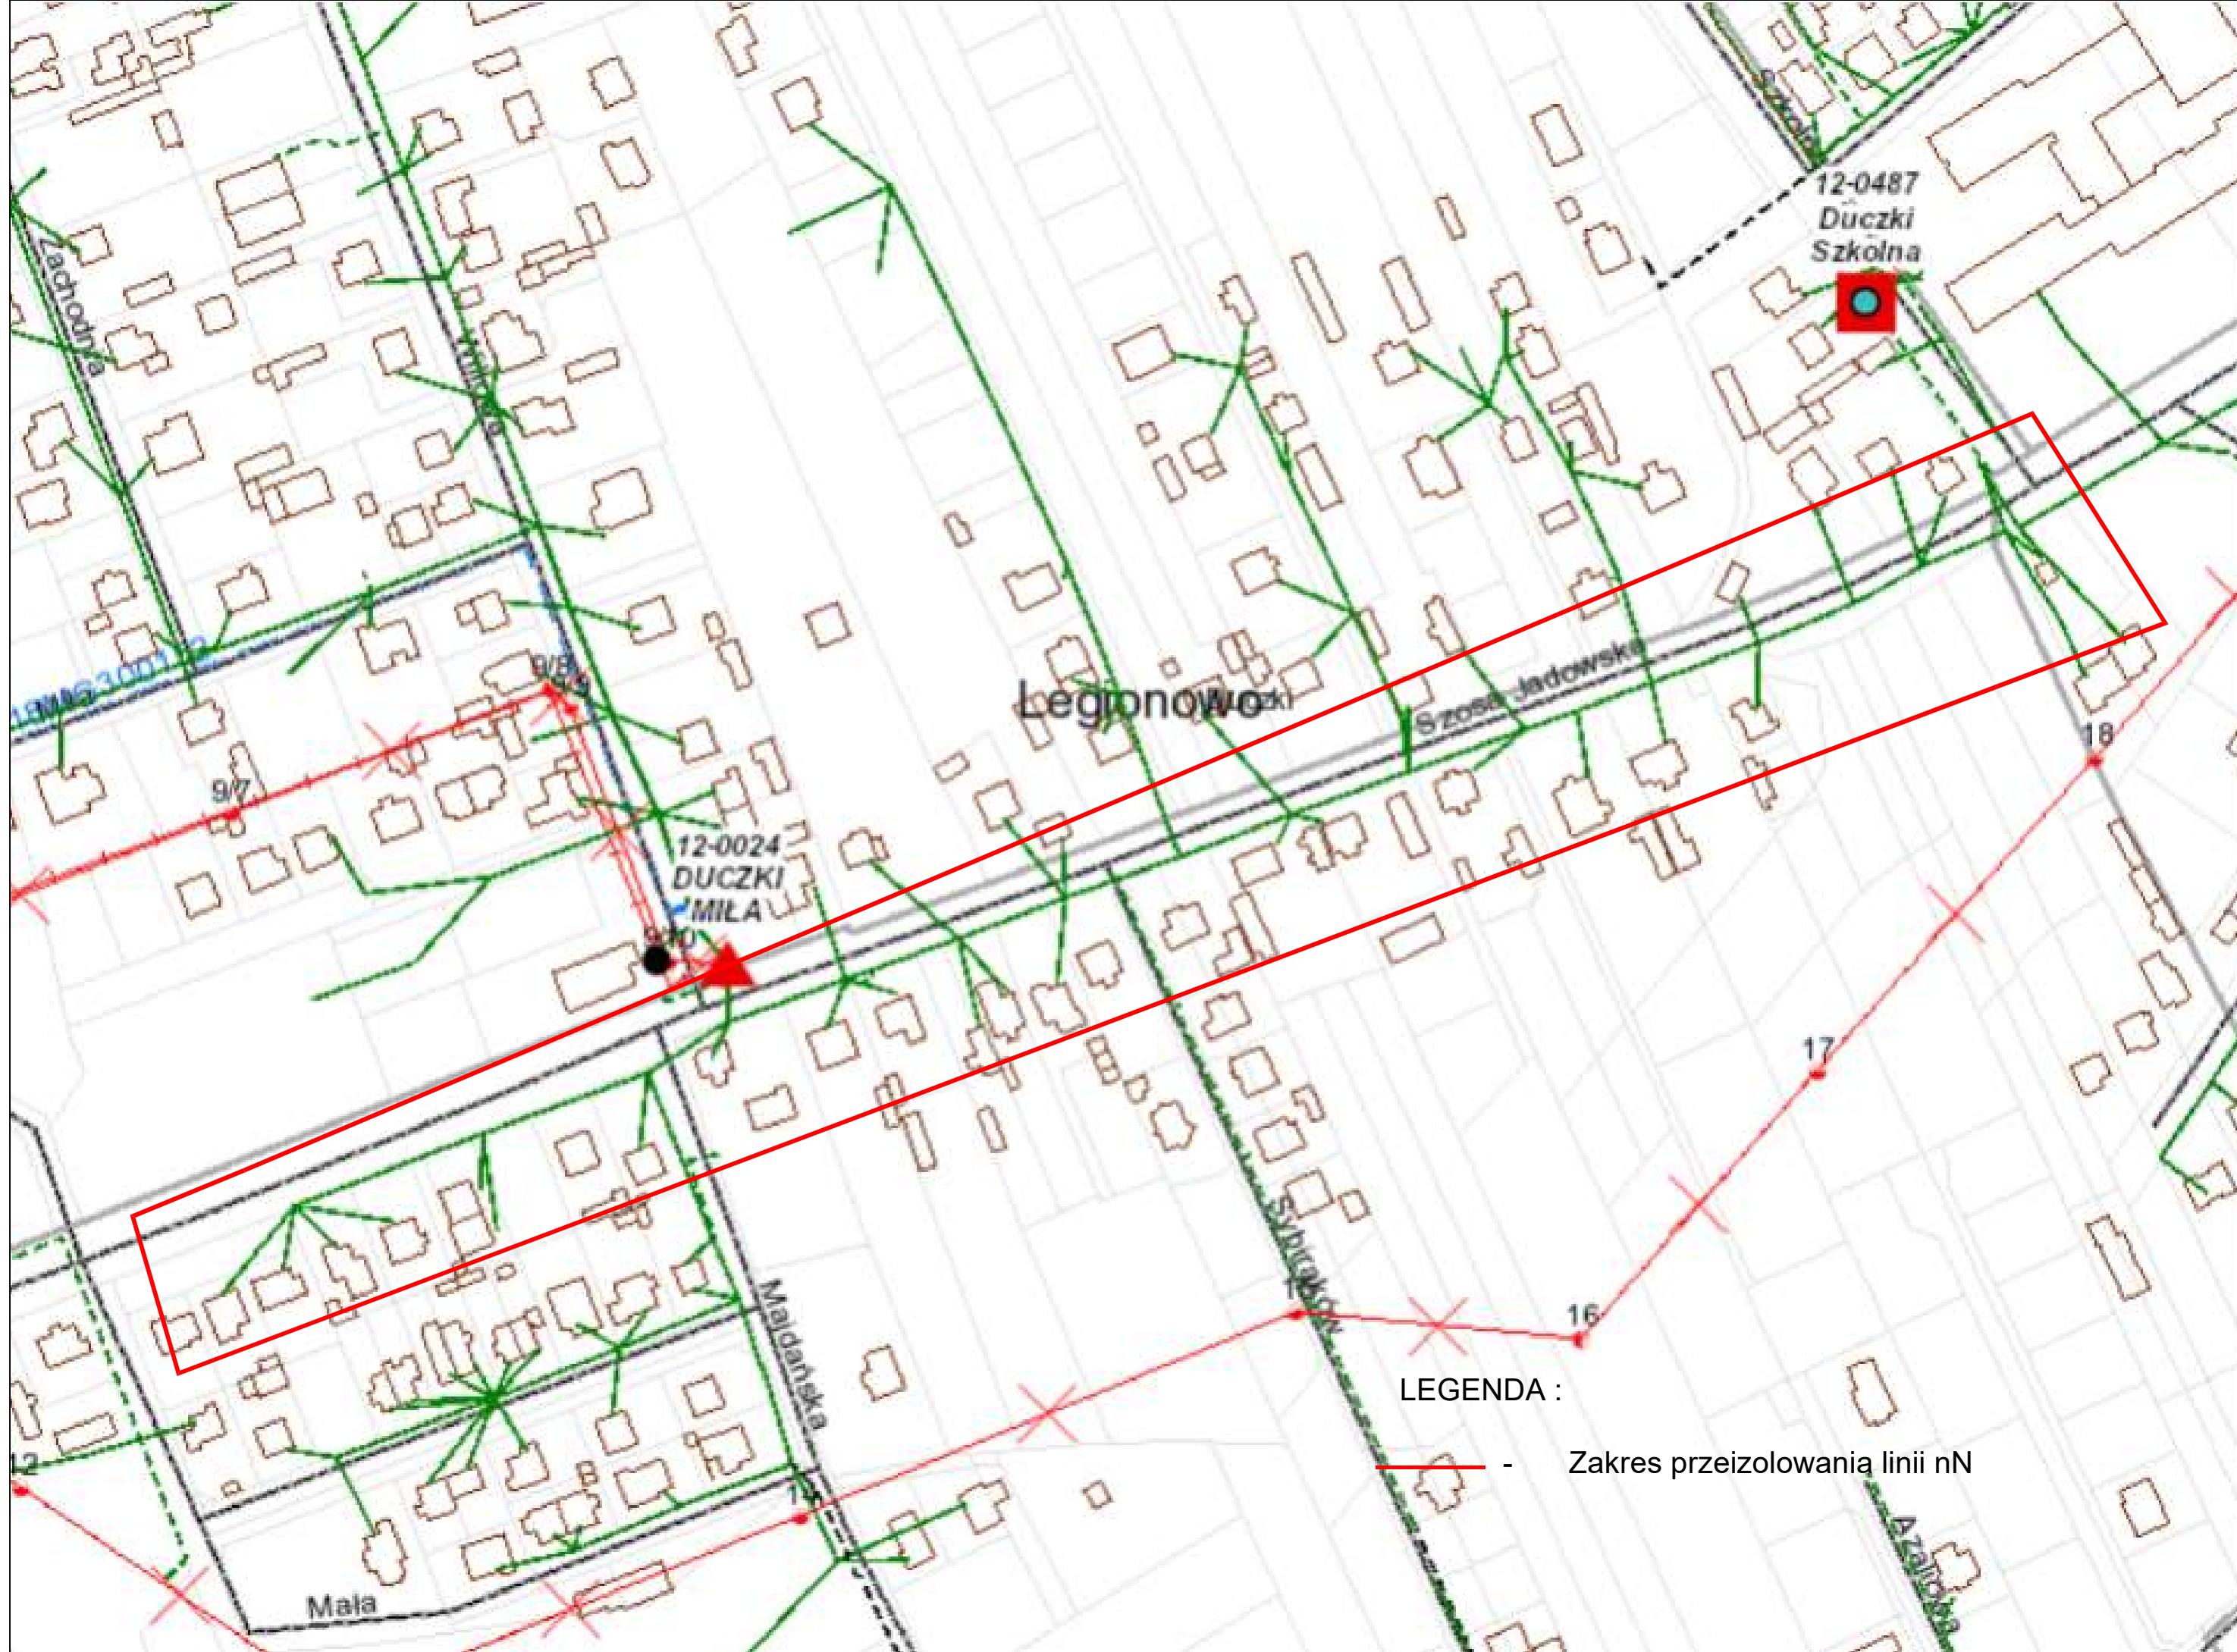 Szkolna
12-0487
Duczki
Szkolna
Zachodnia
9/8
Legionowo
Szosa Jadowska
18
9/7
12-0024
DUCZKI
MIŁA
17
Sybiraków
Majdańska
16
LEGENDA :
- Zakres przeizolowania linii nN
12
Azaliowa
Mała